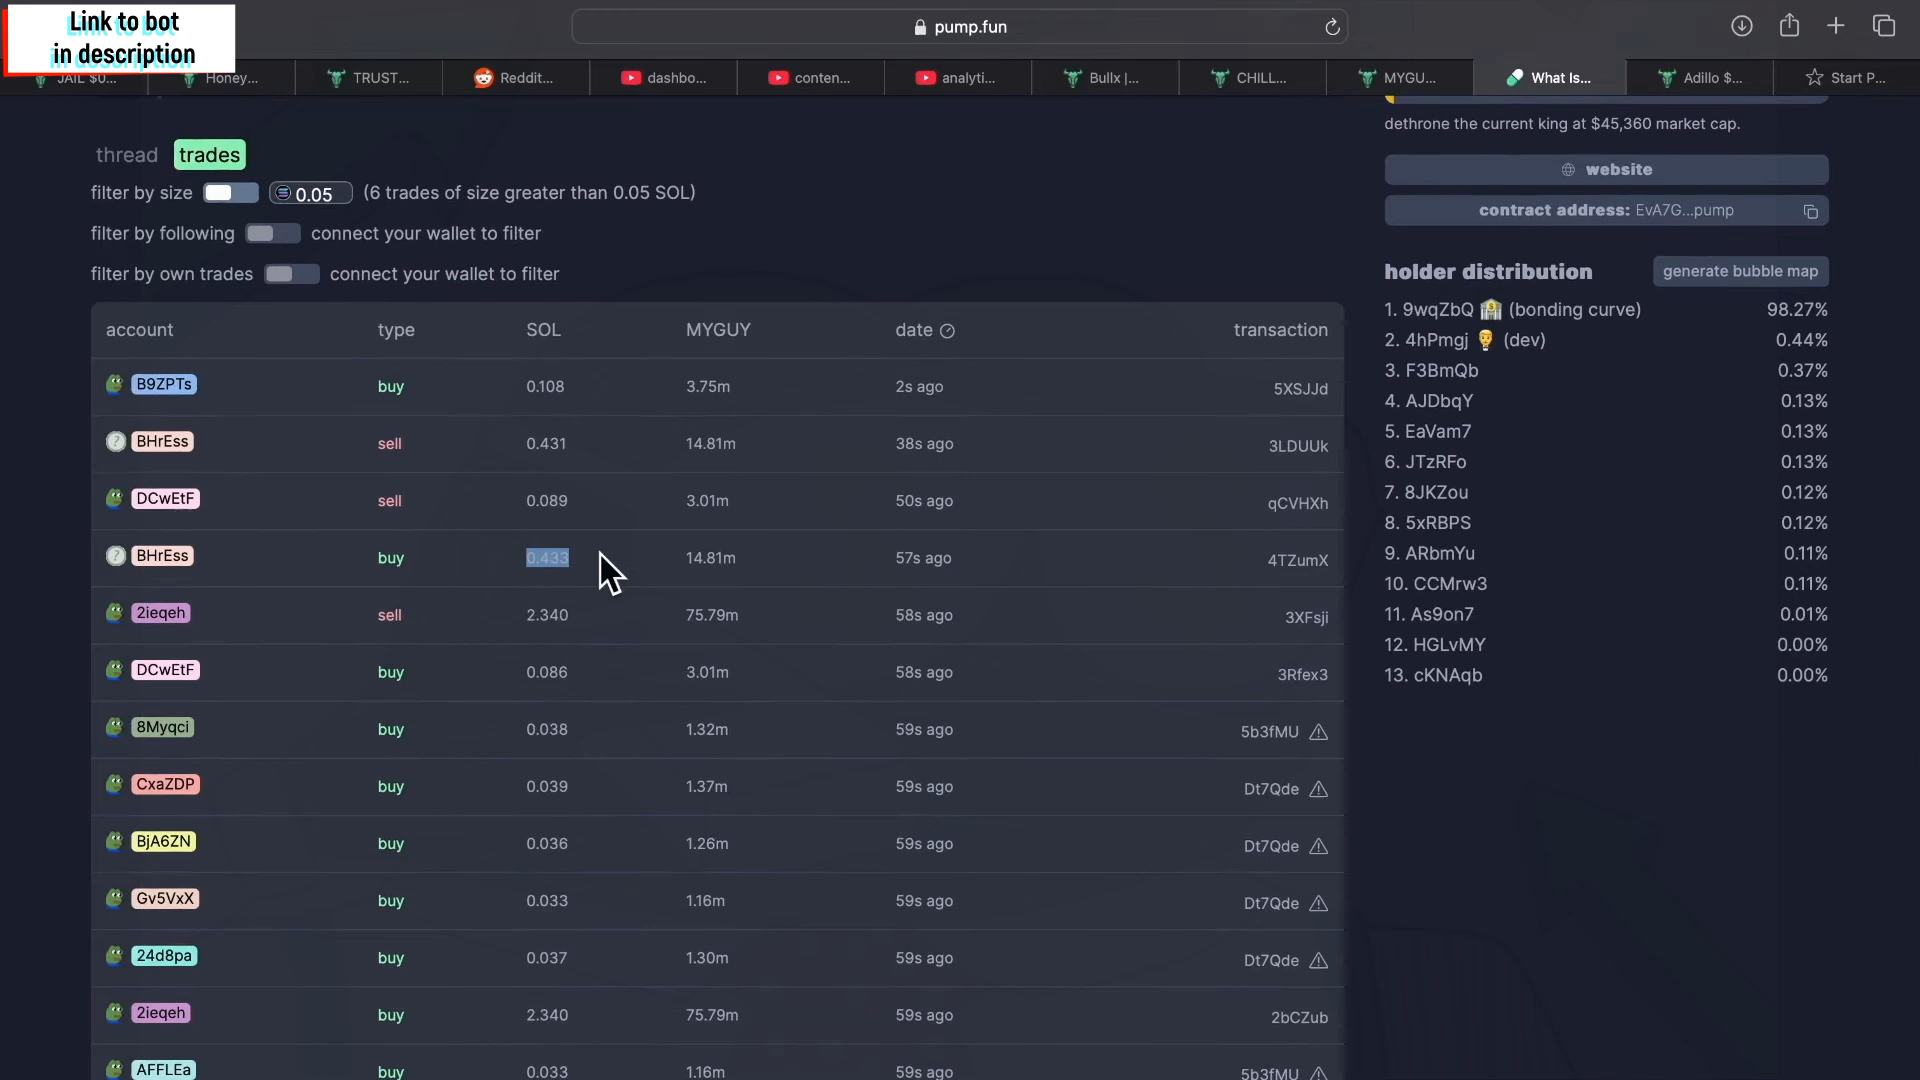 Link to bot
in description
pump.fun
JAIL $0...
Honey...
TRUST...
Reddit...
dashbo...
conten...
analyti...
Bullx |...
CHILL...
MYGU...
What Is...
Adillo $...
Start P...
dethrone the current king at $45,360 market cap.
website
contract address: EvA7G...pump
thread trades
filter by size 0.05 (6 trades of size greater than 0.05 SOL)
filter by following connect your wallet to filter
filter by own trades connect your wallet to filter
holder distribution generate bubble map
1. 9wqZbQ (bonding curve) 98.27%
2. 4hPmgj (dev) 0.44%
3. F3BmQb 0.37%
4. AJDbqY 0.13%
5. EaVam7 0.13%
6. JTzRFo 0.13%
7. 8JKZou 0.12%
8. 5xRBPS 0.12%
9. ARbmYu 0.11%
10. CCMrw3 0.11%
11. As9on7 0.01%
12. HGLvMY 0.00%
13. cKNAqb 0.00%
account type SOL MYGUY date transaction
B9ZPTs buy 0.108 3.75m 2s ago 5XSJJd
BHrEss sell 0.431 14.81m 38s ago 3LDUUk
DCwEtF sell 0.089 3.01m 50s ago qCVHXh
BHrEss buy 0.433 14.81m 57s ago 4TZumX
2ieqeh sell 2.340 75.79m 58s ago 3XFsji
DCwEtF buy 0.086 3.01m 58s ago 3Rfex3
8Myqci buy 0.038 1.32m 59s ago 5b3fMU
CxaZDP buy 0.039 1.37m 59s ago Dt7Qde
BjA6ZN buy 0.036 1.26m 59s ago Dt7Qde
Gv5VxX buy 0.033 1.16m 59s ago Dt7Qde
24d8pa buy 0.037 1.30m 59s ago Dt7Qde
2ieqeh buy 2.340 75.79m 59s ago 2bCZub
AFFLEa buy 0.033 1.16m 59s ago 5b3fMU